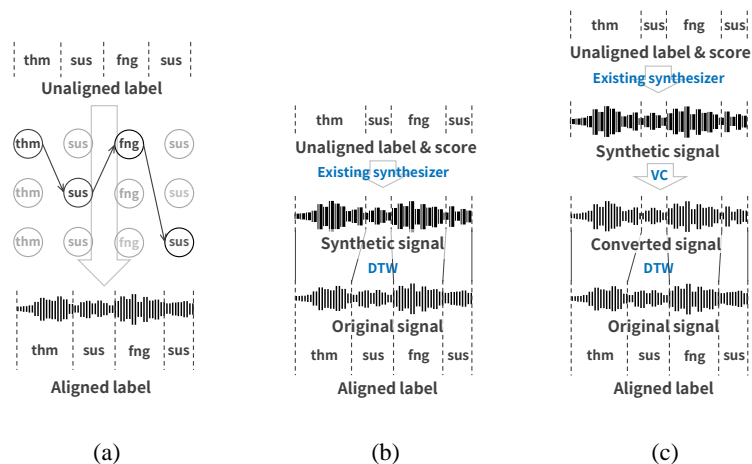 thm sus fng sus
Unaligned label
thm sus fng sus
thm sus fng sus
thm sus fng sus
thm sus fng sus
Aligned label
(a)
thm sus fng sus
Unaligned label & score
Existing synthesizer
Synthetic signal
DTW
Original signal
thm sus fng sus
Aligned label
(b)
thm sus fng sus
Unaligned label & score
Existing synthesizer
Synthetic signal
VC
Converted signal
DTW
Original signal
thm sus fng sus
Aligned label
(c)